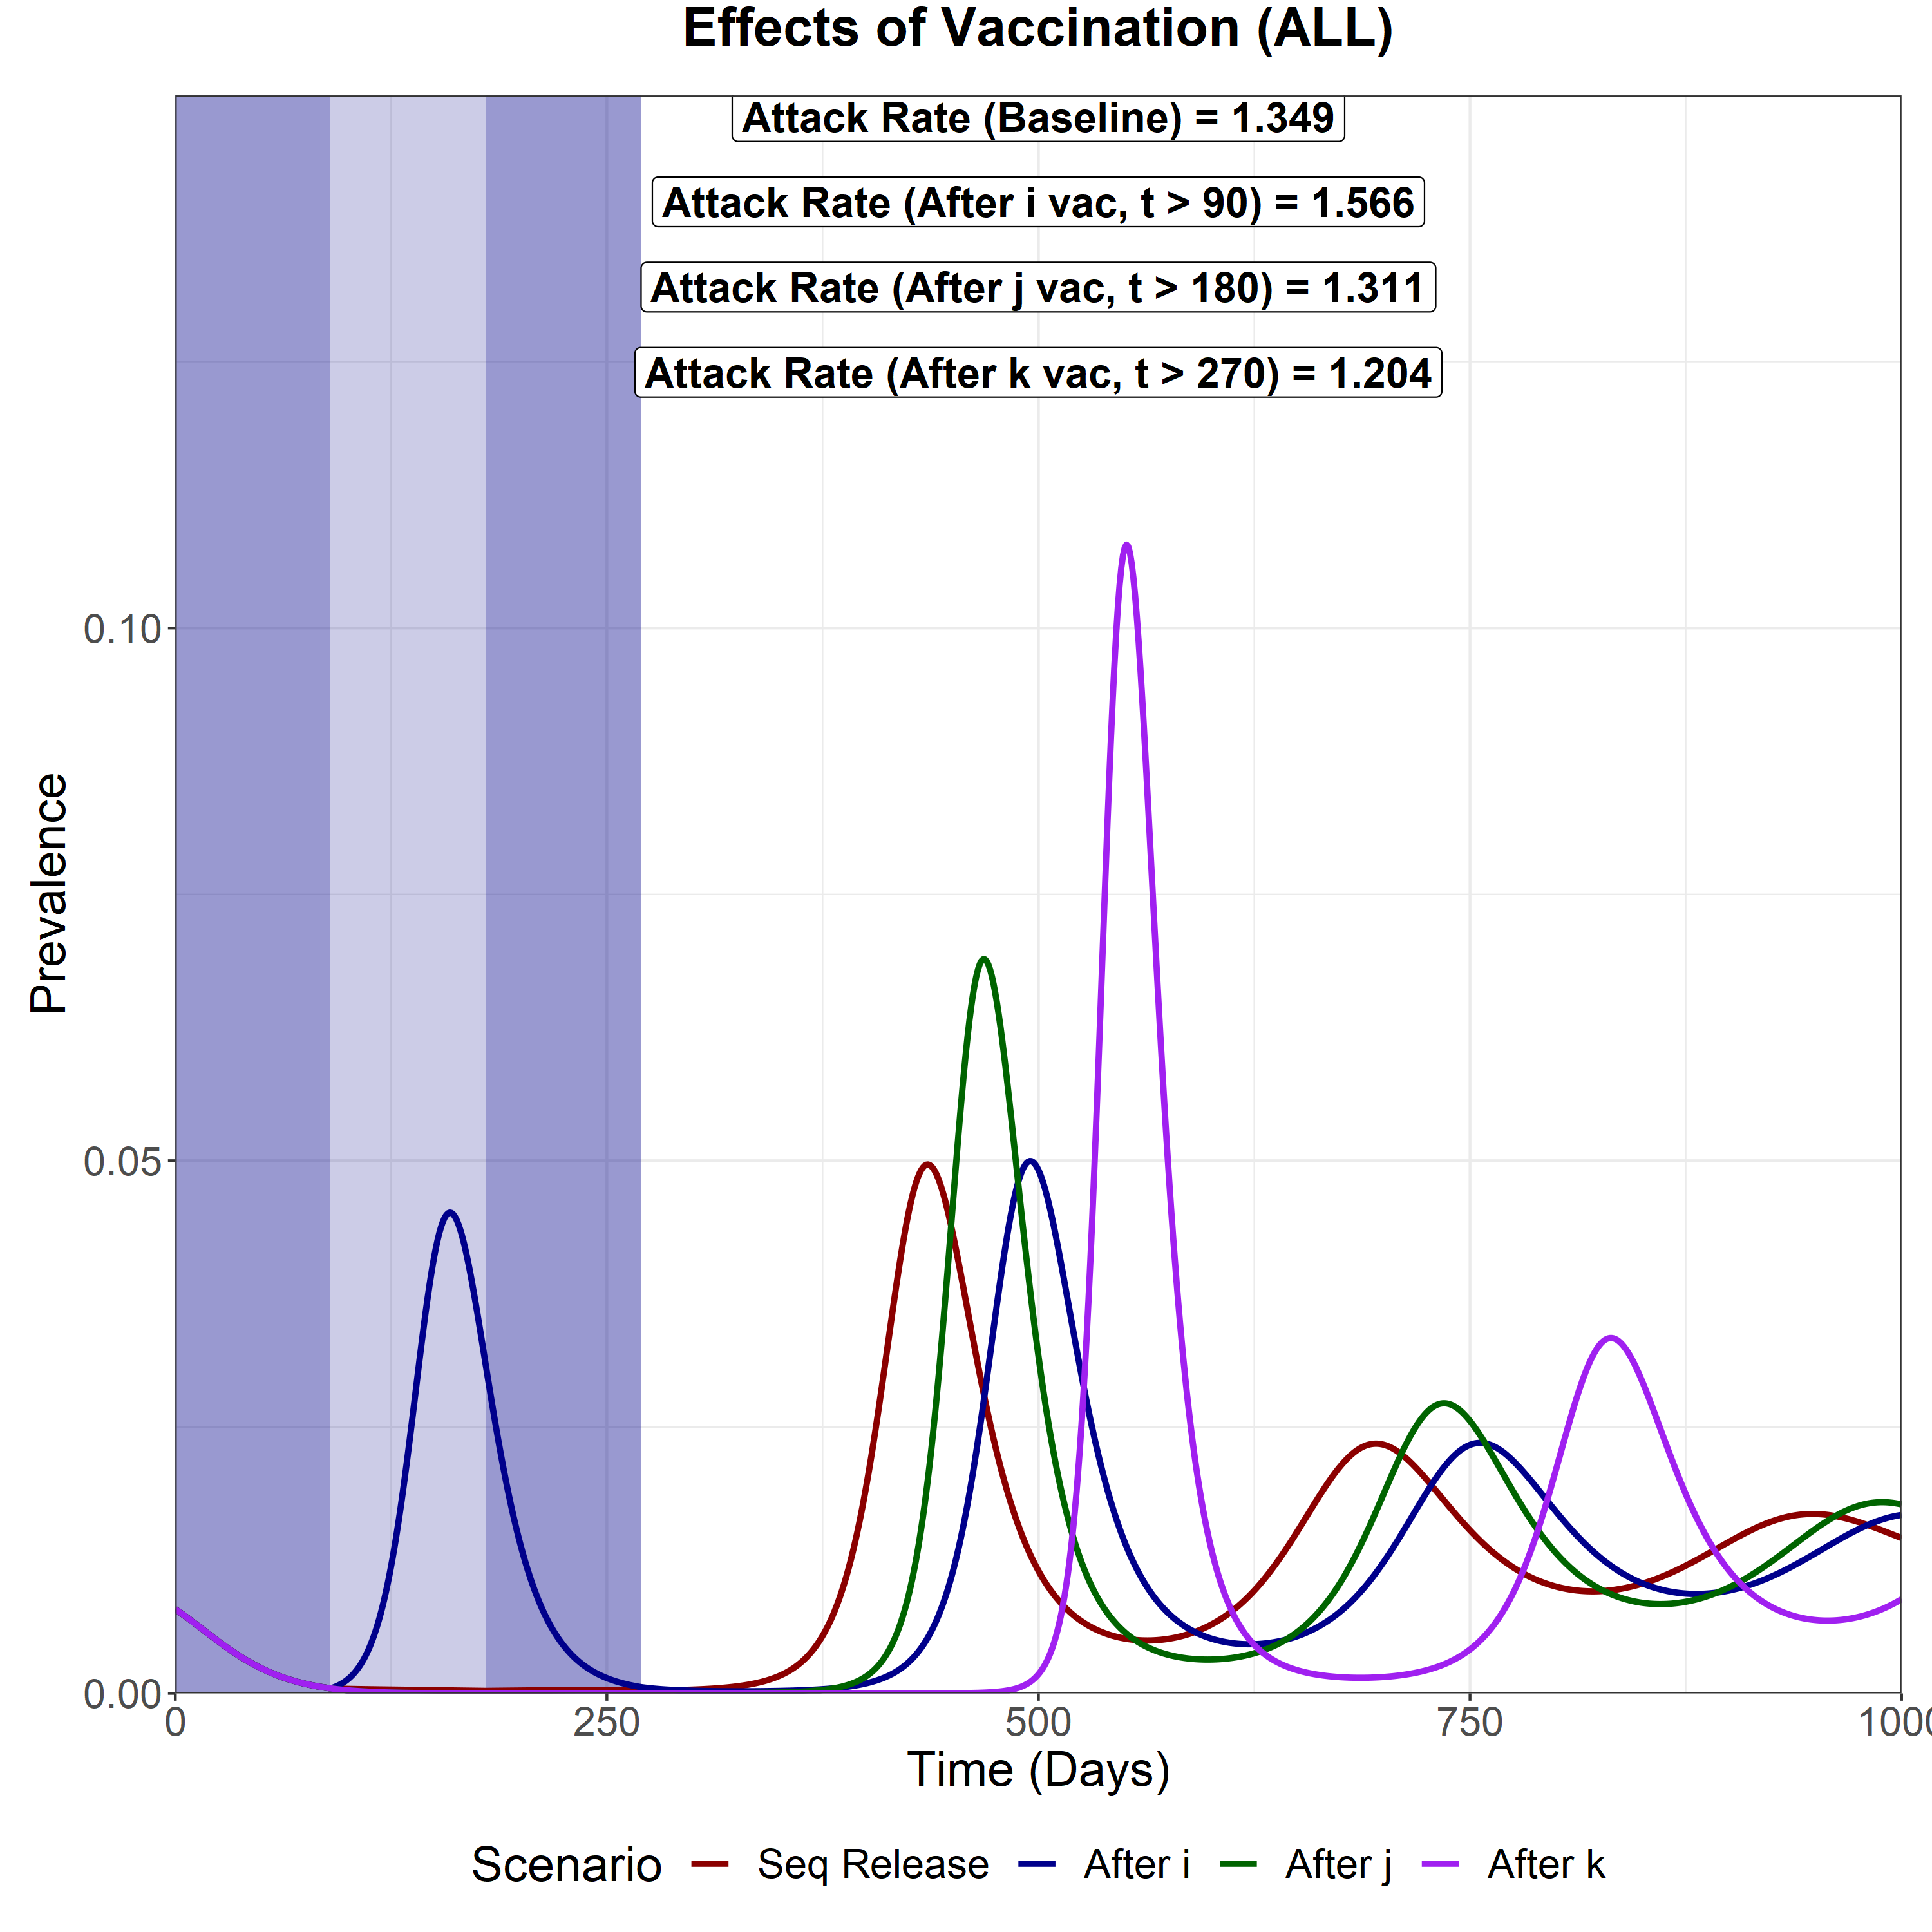 Effects of Vaccination (ALL)
Attack Rate (Baseline) = 1.349
Attack Rate (After i vac, t > 90) = 1.566
Attack Rate (After j vac, t > 180) = 1.311
Attack Rate (After k vac, t > 270) = 1.204
Prevalence
0.10
0.05
0.00
0 250 500 750 1000
Time (Days)
Scenario Seq Release After i After j After k